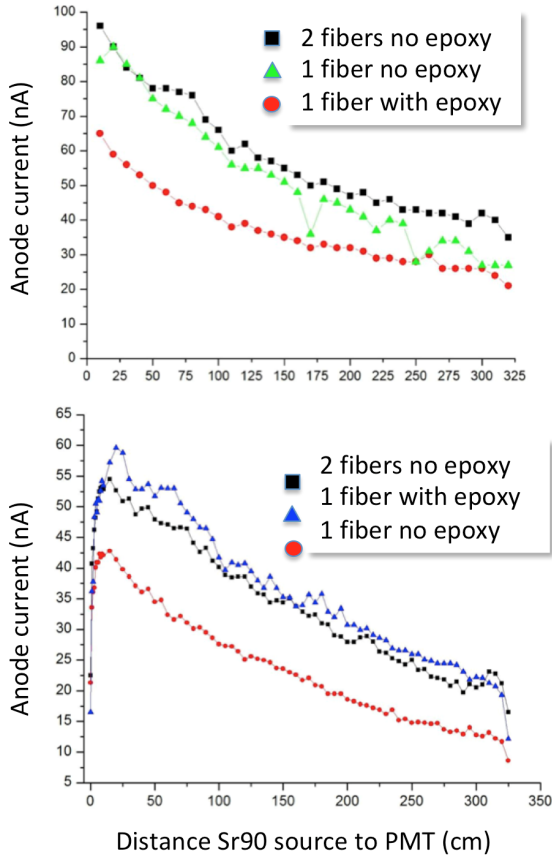 100
90
80
70
60
50
40
30
20
10
0
Anode current (nA)
2 fibers no epoxy
1 fiber no epoxy
1 fiber with epoxy
0 25 50 75 100 125 150 175 200 225 250 275 300 325
65
60
55
50
45
40
35
30
25
20
15
10
5
Anode current (nA)
2 fibers no epoxy
1 fiber with epoxy
1 fiber no epoxy
0 50 100 150 200 250 300 350
Distance Sr90 source to PMT (cm)